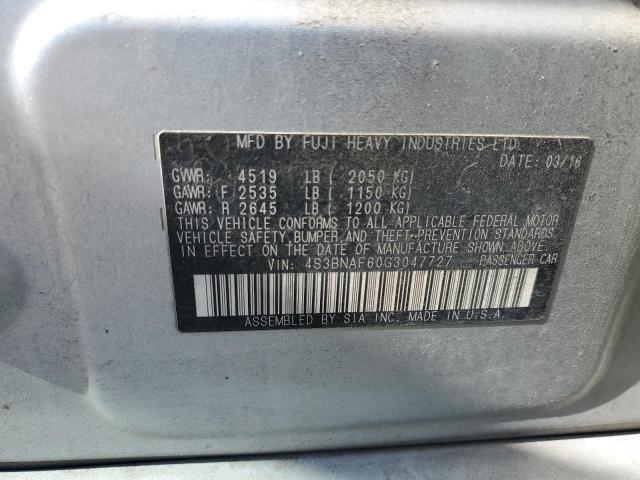 MFD BY FUJI HEAVY INDUSTRIES LTD.
DATE: 03/16
GVWR: 4519 LB ( 2050 KG)
GAWR: F 2535 LB ( 1150 KG)
GAWR: R 2645 LB ( 1200 KG)
THIS VEHICLE CONFORMS TO ALL APPLICABLE FEDERAL MOTOR
VEHICLE SAFETY, BUMPER, AND THEFT-PREVENTION STANDARDS
IN EFFECT ON THE DATE OF MANUFACTURE SHOWN ABOVE.
VIN: 4S3BNAF60G3047727 PASSENGER CAR
ASSEMBLED BY SIA INC. MADE IN U.S.A.